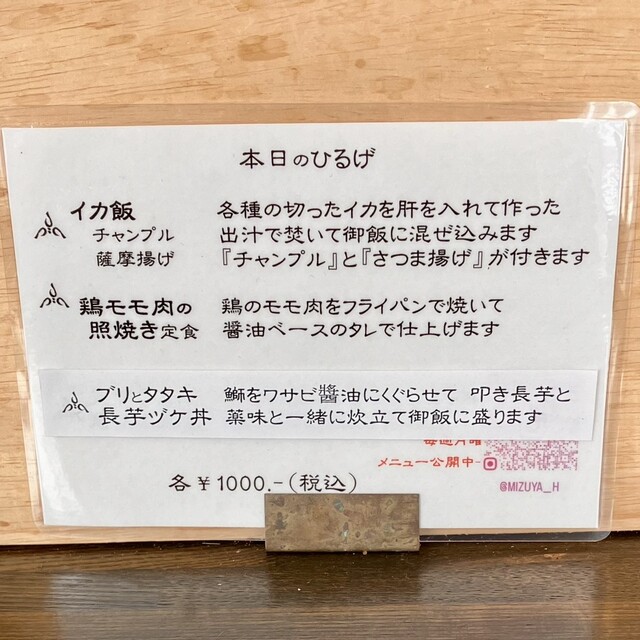 本日のひるげ
イカ飯 各種の切ったイカを肝を入れて作った
チャンプル 出汁で焚いて御飯に混ぜ込みます
薩摩揚げ 『チャンプル』と『さつま揚げ』が付きます
鶏モモ肉の 鶏のモモ肉をフライパンで焼いて
照焼き定食 醤油ベースのタレで仕上げます
ブリとタタキ 鰤をワサビ醬油にくぐらせて 叩き長芋と
長芋ヅケ丼 薬味と一緒に炊立て御飯に盛ります
毎週月曜
メニュー公開中-
各¥1000.-(税込)
@MIZUYA_H